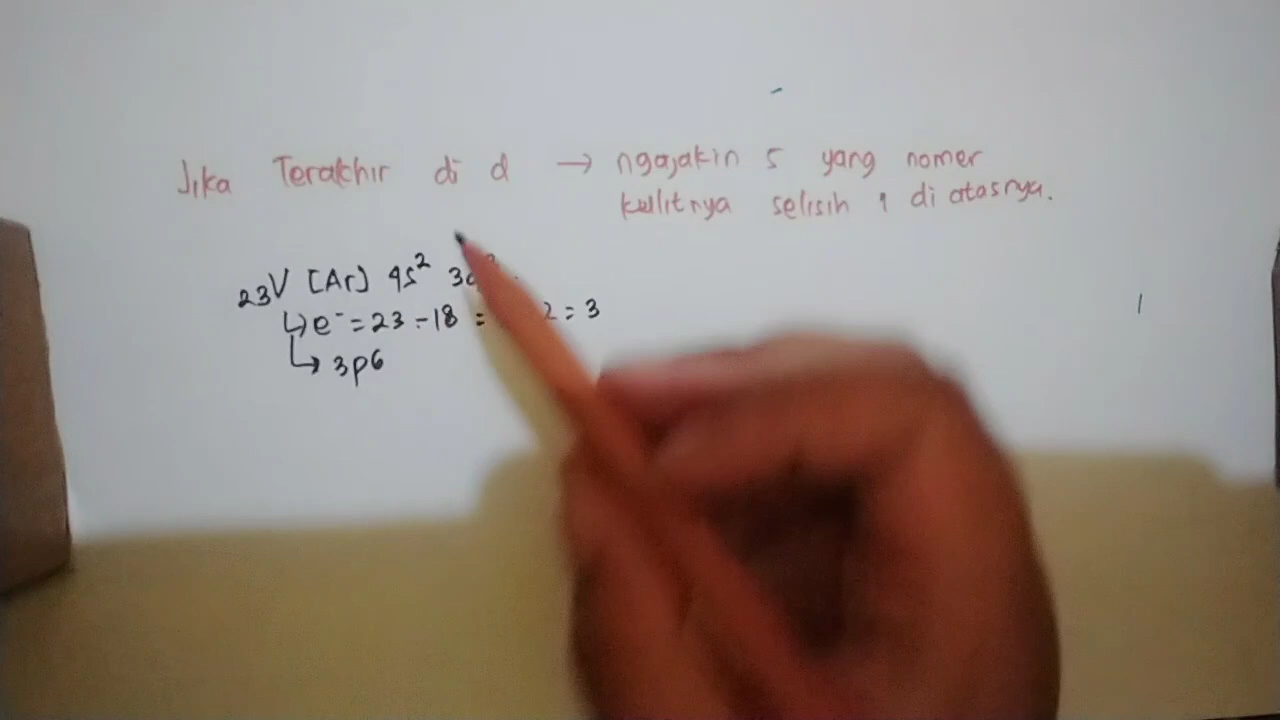 Jika Terakhir di d → ngajakin s yang nomer
kulitnya selisih 1 di atasnya.
23V [Ar] 4s² 3d
↳ e⁻ = 23 - 18 = 2 = 3
↳ 3p6